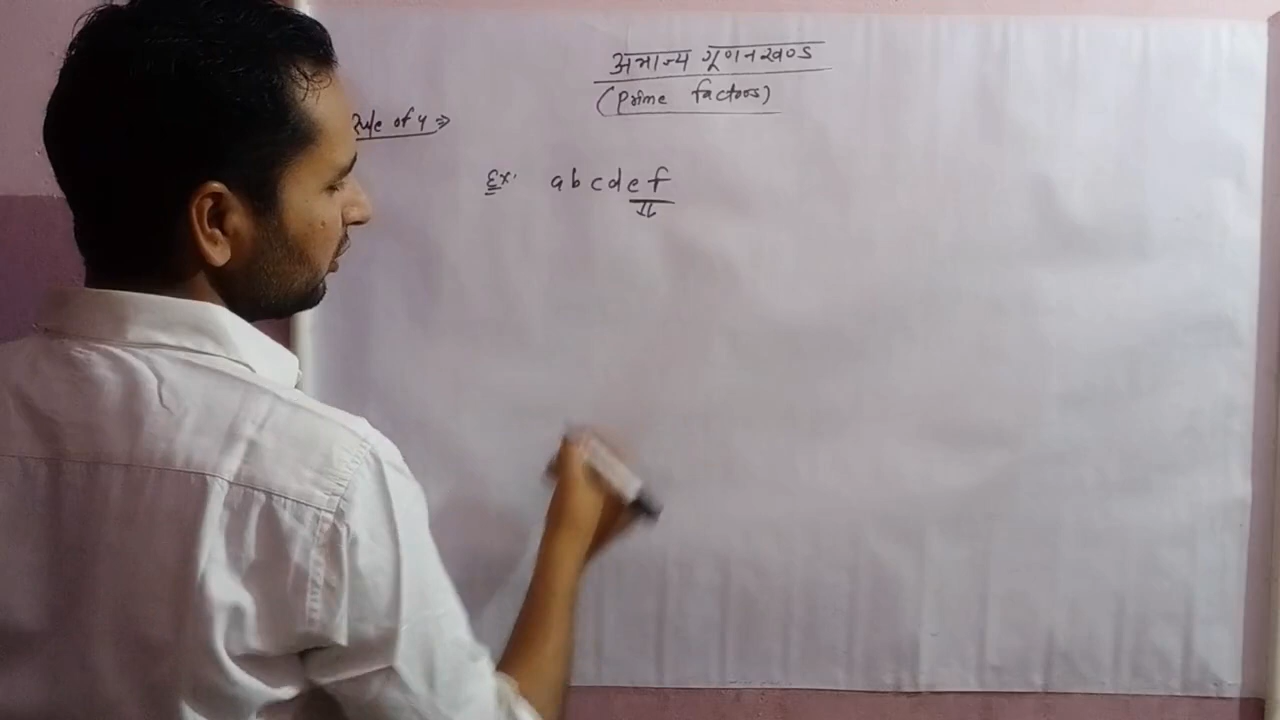 अभाज्य गुणनखण्ड
(Prime factors)
Rule of 4 ⇒
Ex. abcdef